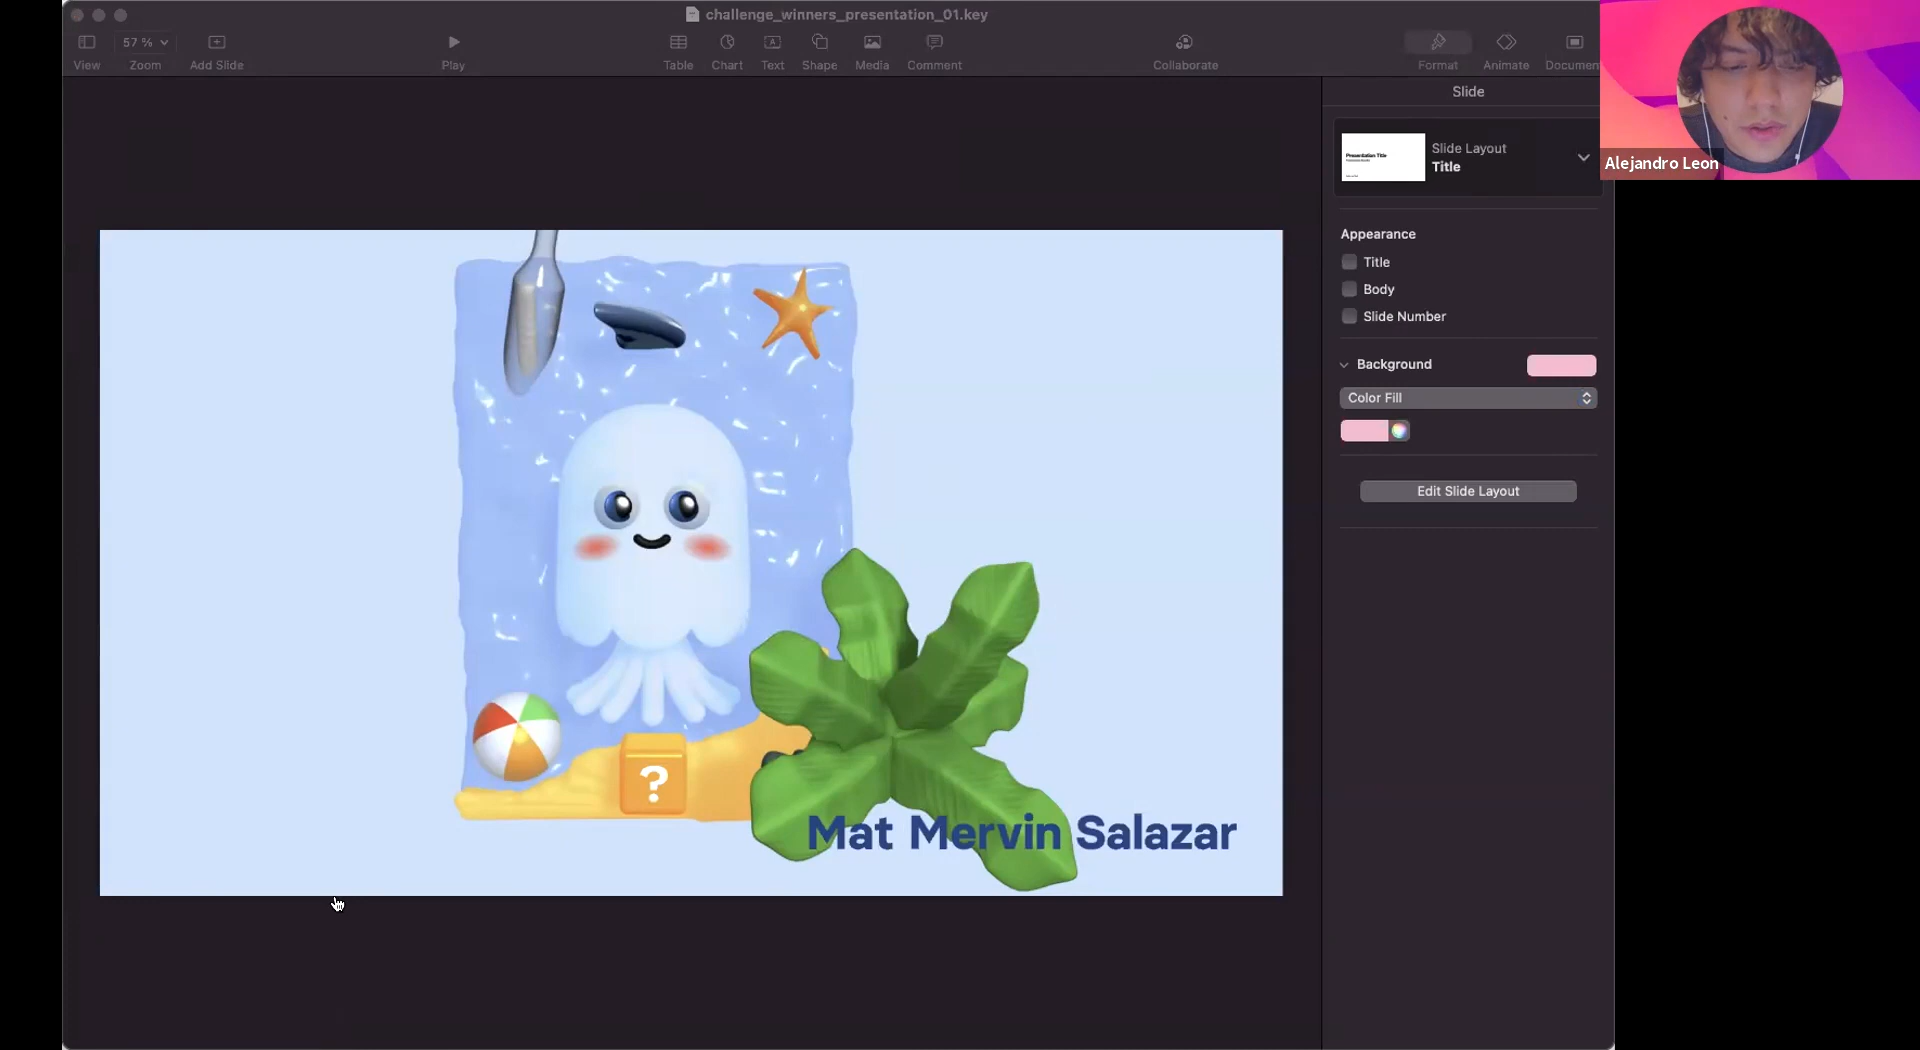 challenge_winners_presentation_01.key
57 %
View
Zoom
Add Slide
Play
Table
Chart
Text
Shape
Media
Comment
Collaborate
Format
Animate
Documen
Slide
Presentation Title
Slide Layout
Title
Alejandro Leon
Appearance
Title
Body
Slide Number
Background
Color Fill
Edit Slide Layout
?
Mat Mervin Salazar